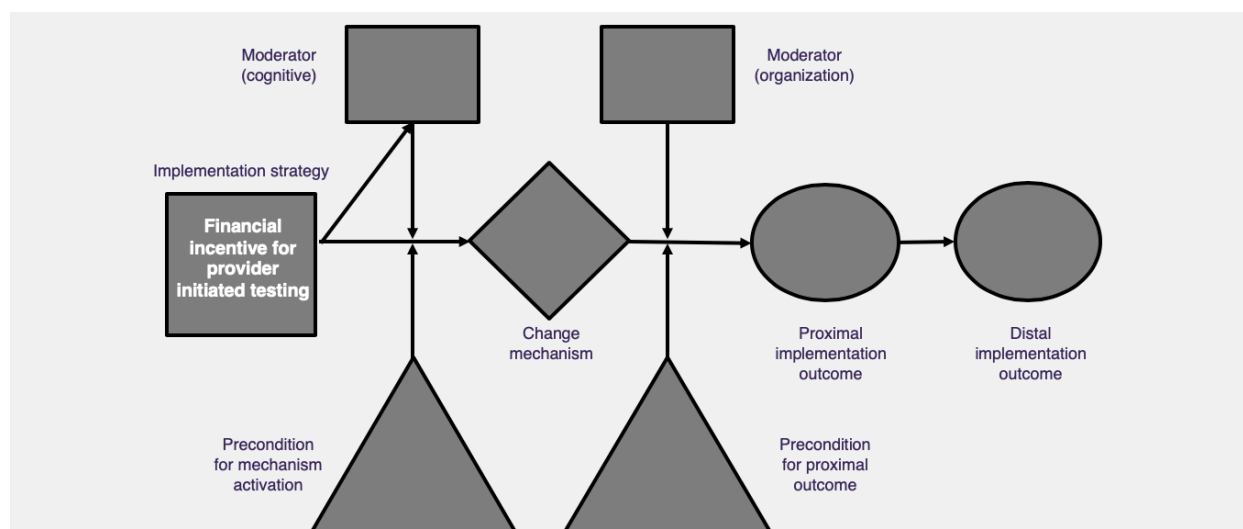 Moderator
(cognitive)
Moderator
(organization)
Implementation strategy
Financial
incentive for
provider
initiated testing
Change
mechanism
Proximal
implementation
outcome
Distal
implementation
outcome
Precondition
for mechanism
activation
Precondition
for proximal
outcome